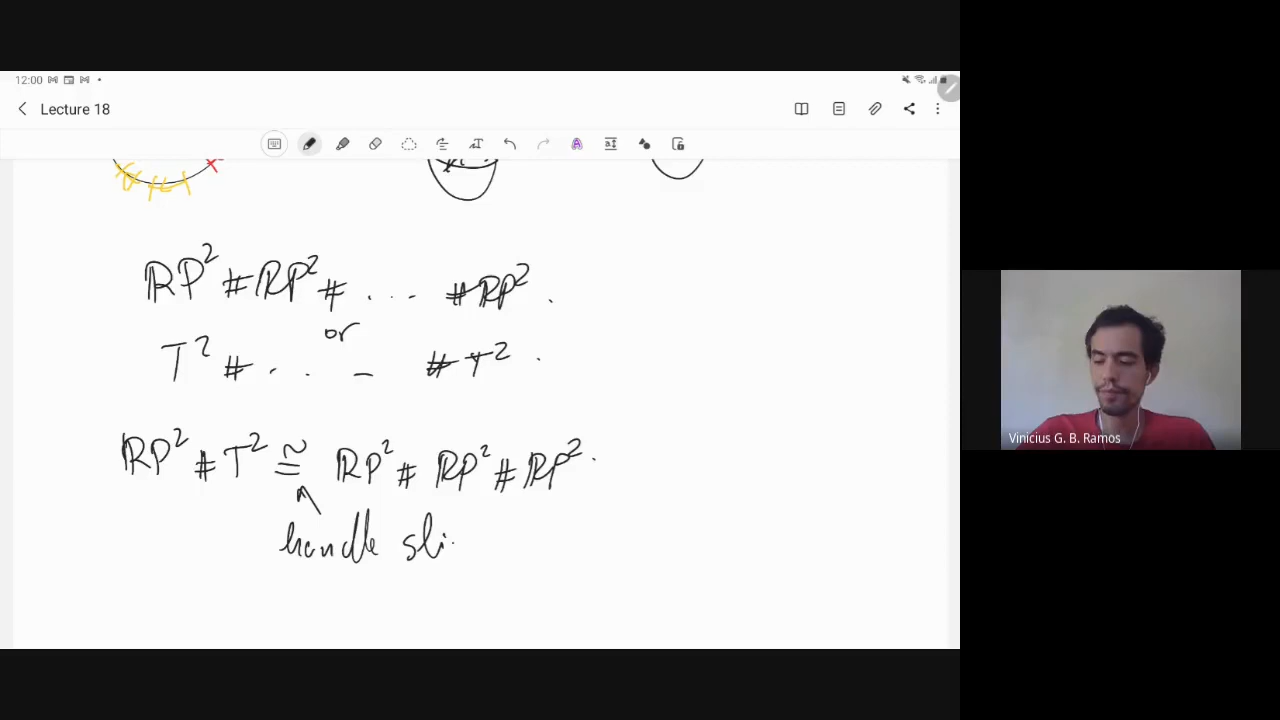 12:00
Lecture 18
RP² # RP² # ... # RP² .
or
T² # . . _ # T² .
RP² # T² ≅ RP² # RP² # RP² .
handle sli
Vinicius G. B. Ramos